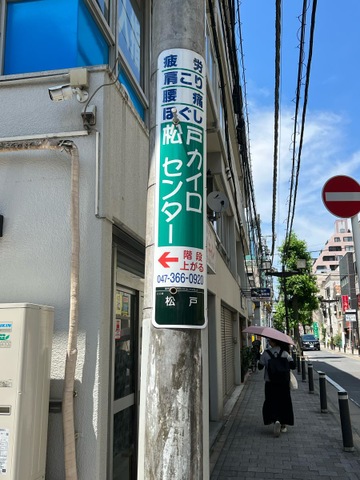 疲労
肩こり
腰痛
ほぐし
松戸カイロ
センター
階段
上がる
047-366-0920
松戸